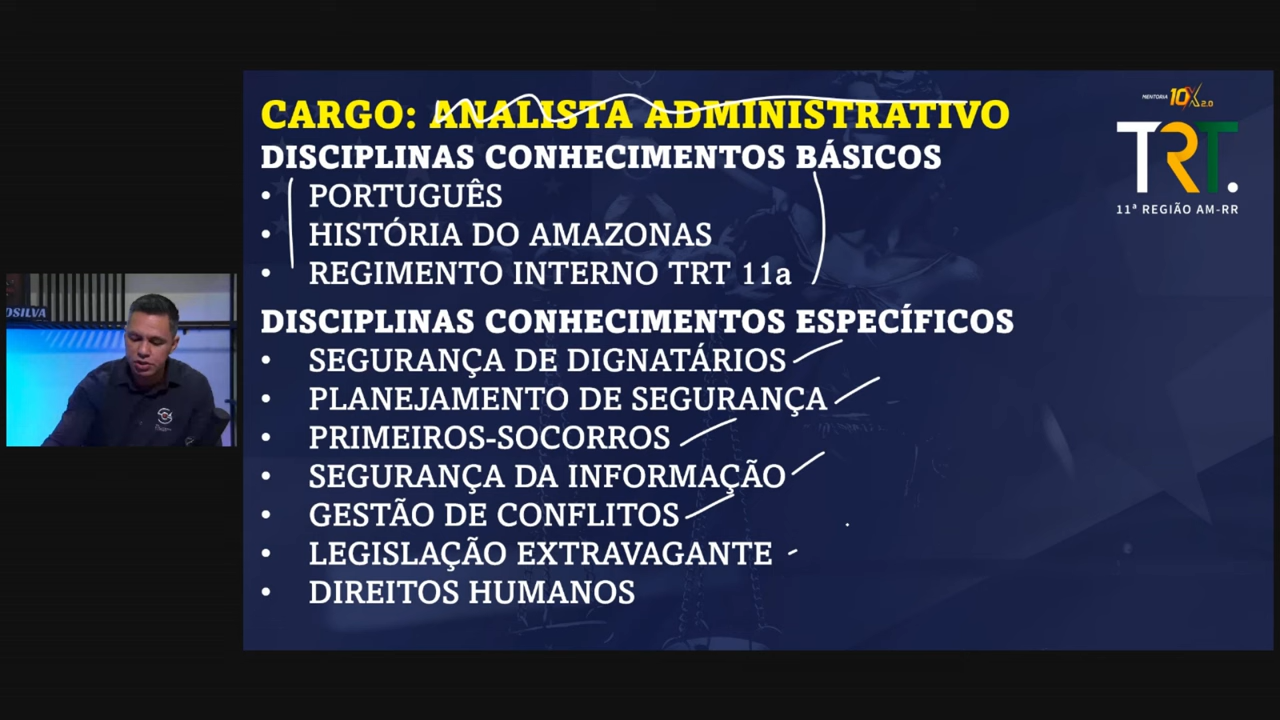 CARGO: ANALISTA ADMINISTRATIVO
DISCIPLINAS CONHECIMENTOS BÁSICOS
• PORTUGUÊS
• HISTÓRIA DO AMAZONAS
• REGIMENTO INTERNO TRT 11a
DISCIPLINAS CONHECIMENTOS ESPECÍFICOS
• SEGURANÇA DE DIGNATÁRIOS
• PLANEJAMENTO DE SEGURANÇA
• PRIMEIROS-SOCORROS
• SEGURANÇA DA INFORMAÇÃO
• GESTÃO DE CONFLITOS
• LEGISLAÇÃO EXTRAVAGANTE
• DIREITOS HUMANOS
MENTORIA 10X 2.0
TRT.
11ª REGIÃO AM-RR
OSILVA